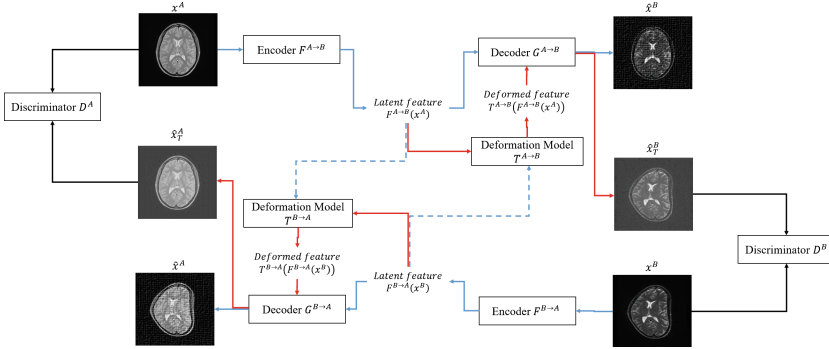 x^A
x̂^B
Encoder F^{A→B}
Decoder G^{A→B}
Discriminator D^A
Latent feature
F^{A→B}(x^A)
Deformed feature
T^{A→B}(F^{A→B}(x^A))
x̂_T^A
Deformation Model
T^{A→B}
x̂_T^B
Deformation Model
T^{B→A}
Discriminator D^B
Deformed feature
T^{B→A}(F^{B→A}(x^B))
x̂^A
Latent feature
F^{B→A}(x^B)
x^B
Decoder G^{B→A}
Encoder F^{B→A}